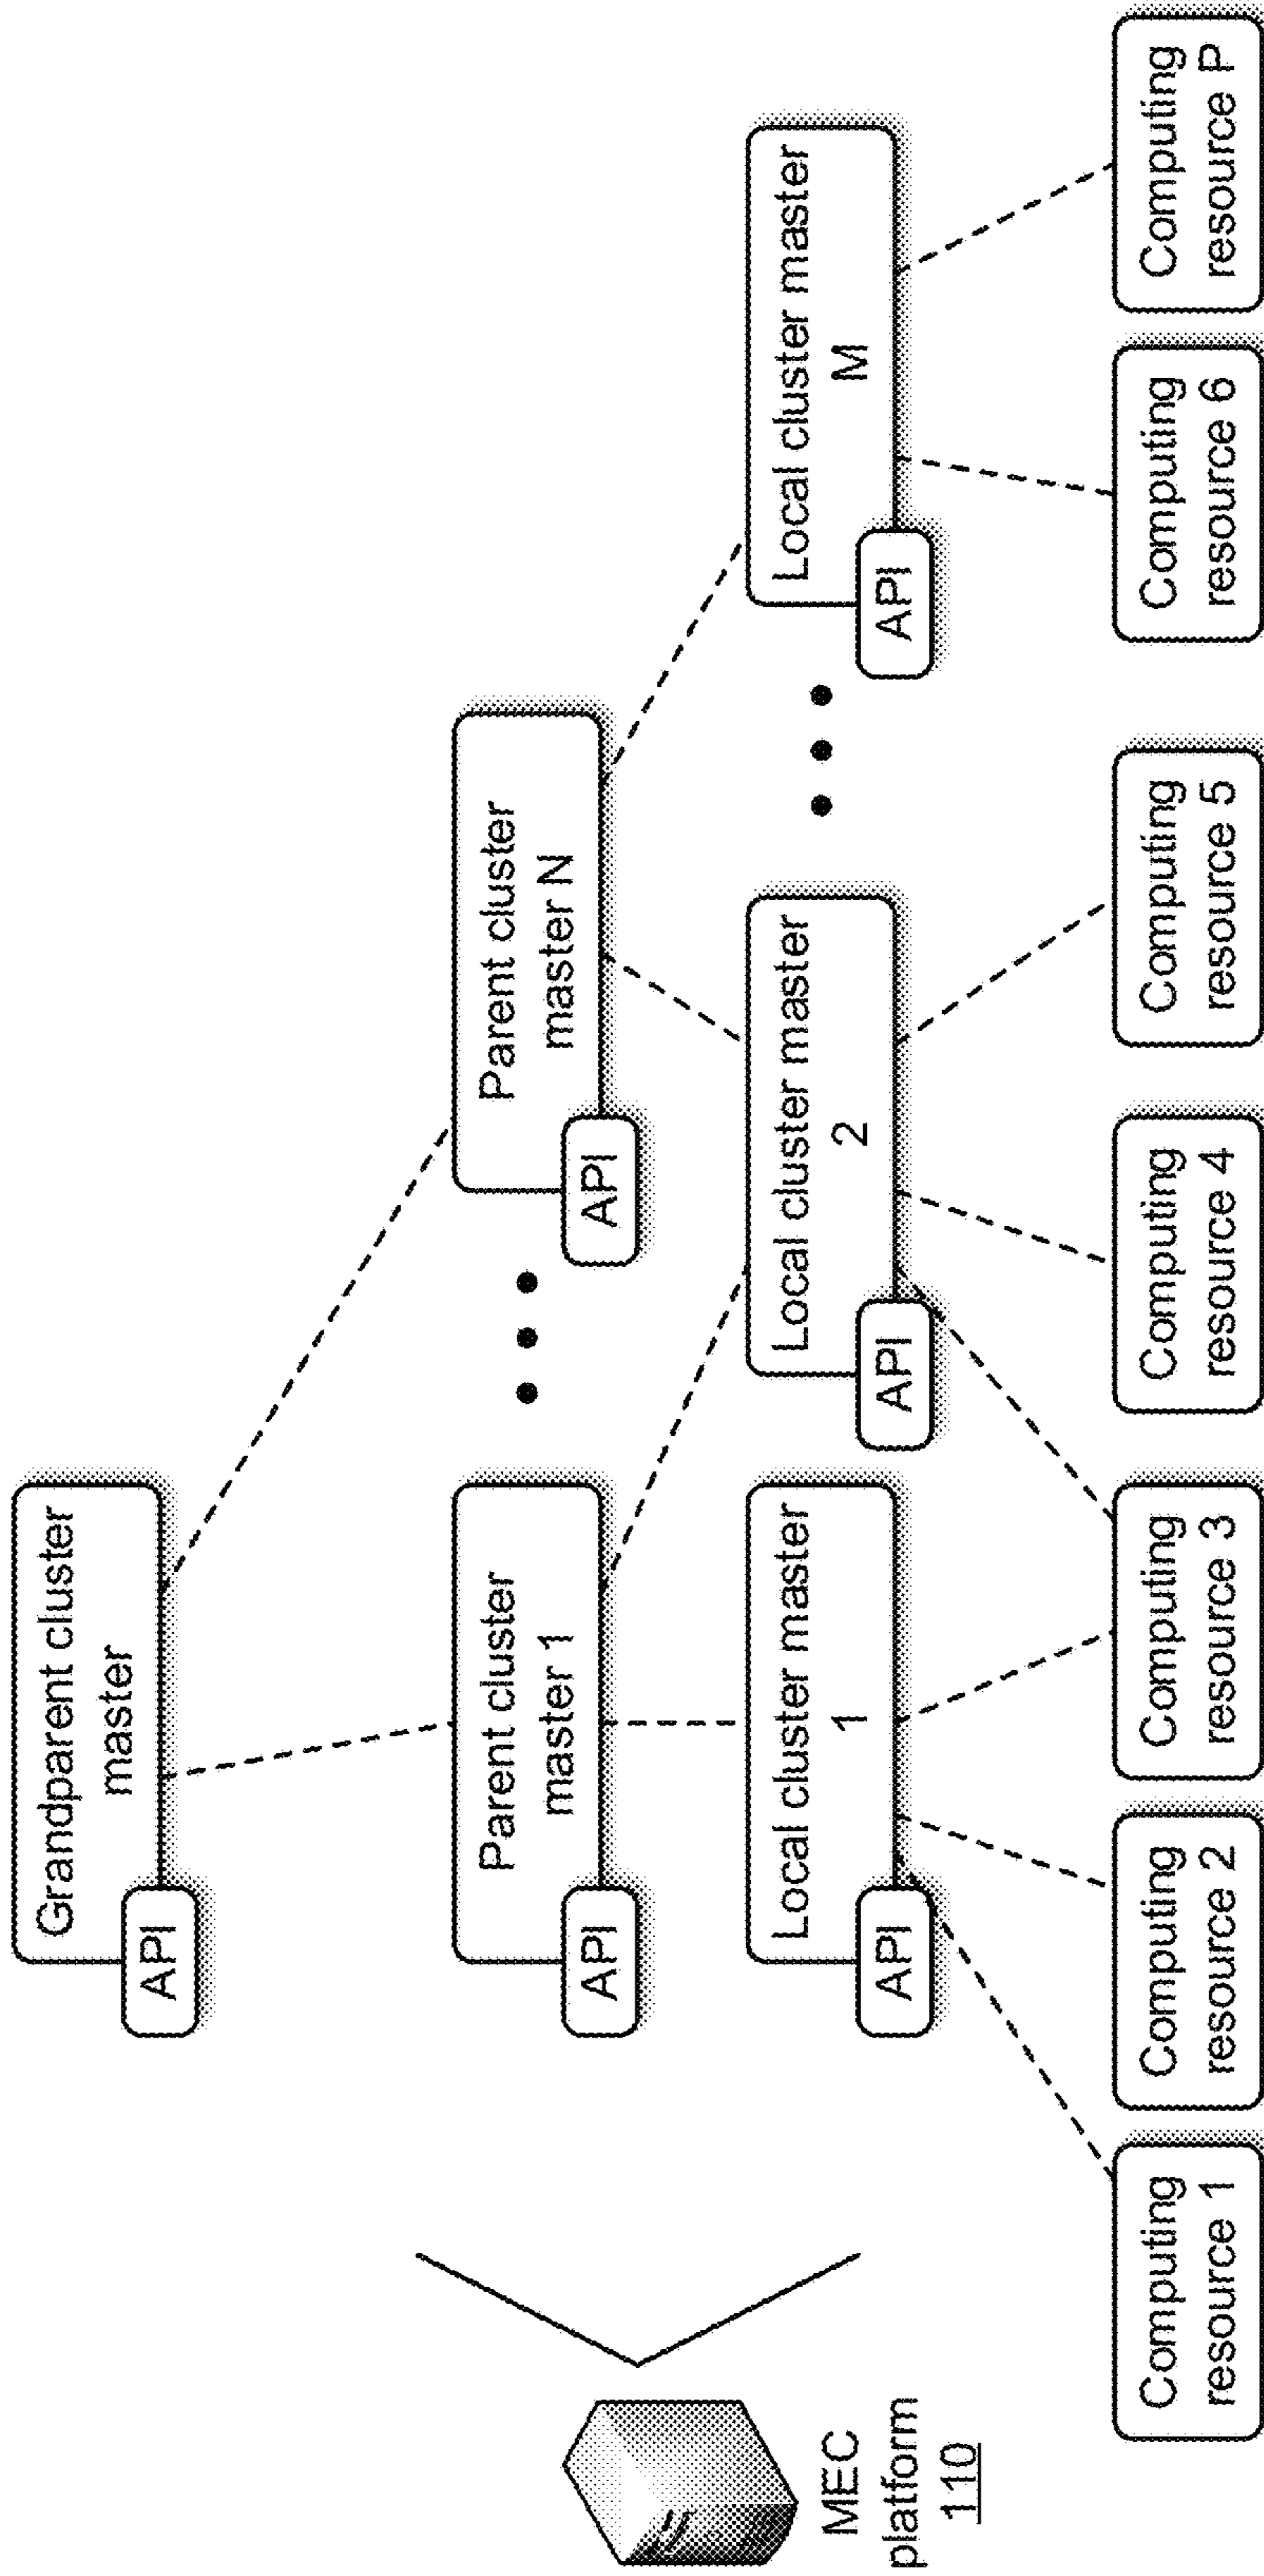 Grandparent cluster
master
API
Parent cluster
master 1
API
Parent cluster
master N
API
MEC
platform
110
Local cluster master
1
API
Local cluster master
2
API
Local cluster master
M
API
Computing
resource 1
Computing
resource 2
Computing
resource 3
Computing
resource 4
Computing
resource 5
Computing
resource 6
Computing
resource P